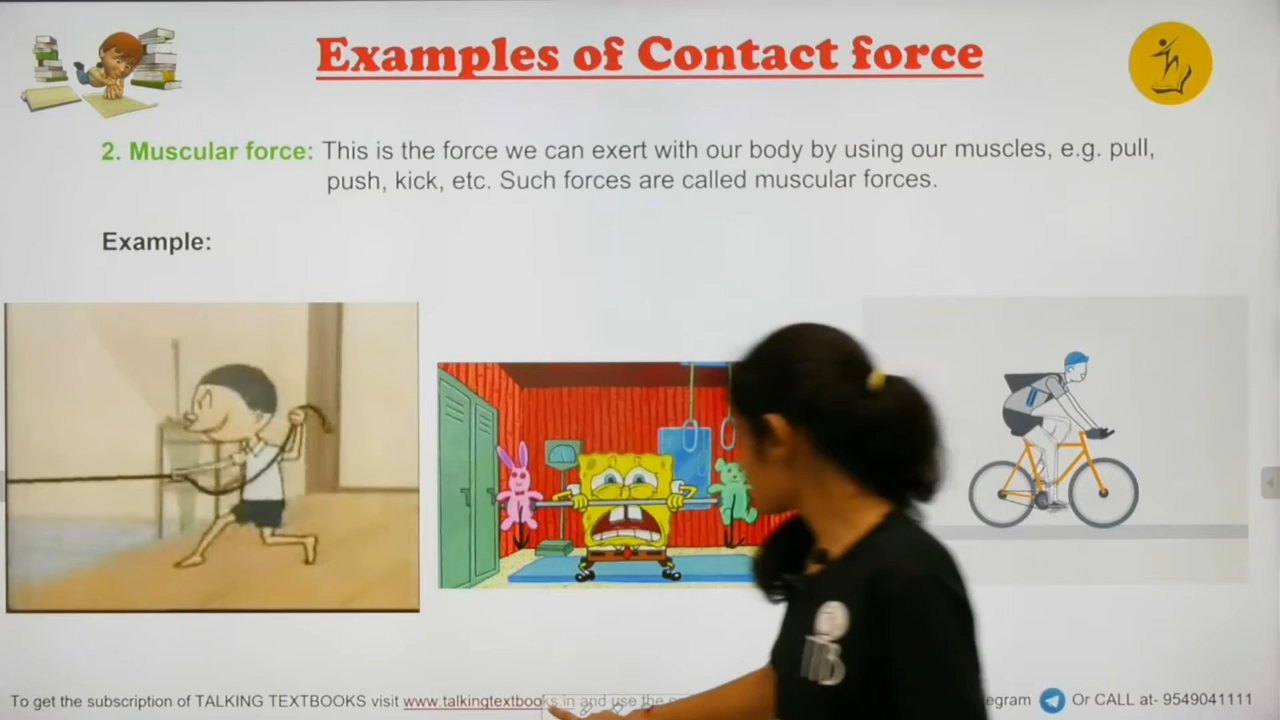 Examples of Contact force
2. Muscular force: This is the force we can exert with our body by using our muscles, e.g. pull,
push, kick, etc. Such forces are called muscular forces.
Example:
To get the subscription of TALKING TEXTBOOKS visit www.talkingtextbooks.in and use the egram Or CALL at- 9549041111